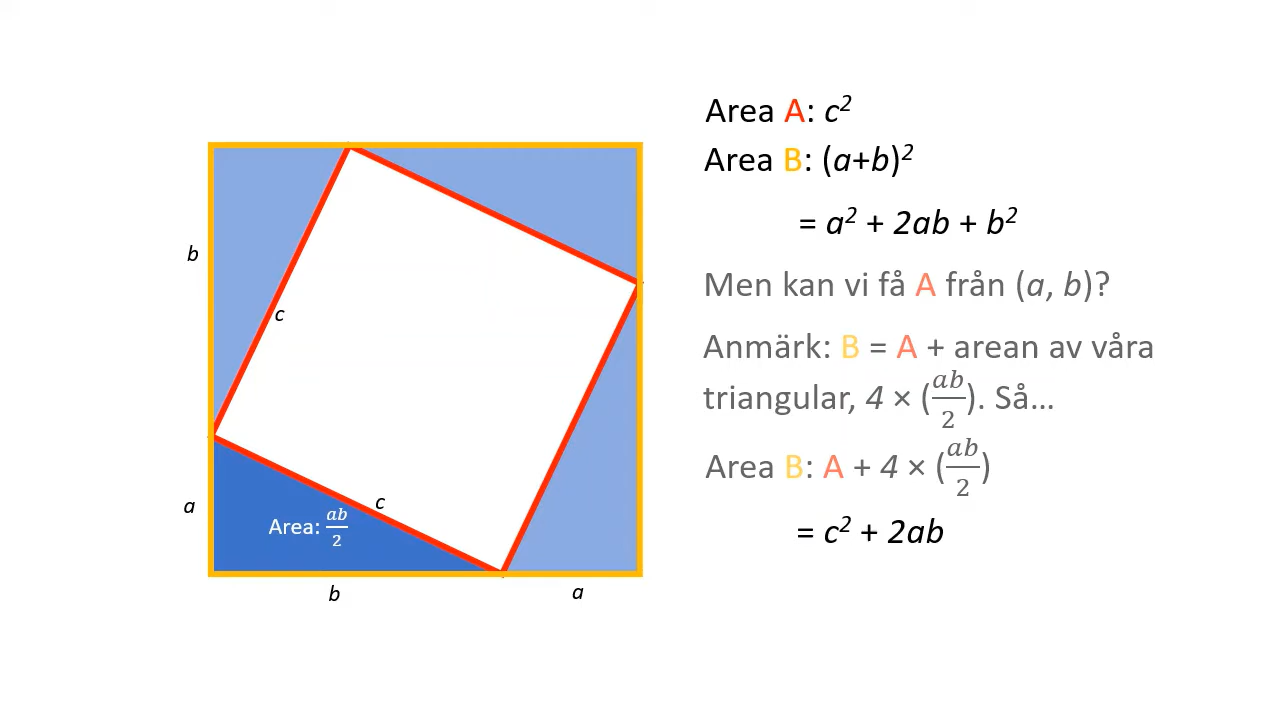 Area A: c²
Area B: (a+b)²
= a² + 2ab + b²
Men kan vi få A från (a, b)?
Anmärk: B = A + arean av våra
triangular, 4 × (ab/2). Så...
Area B: A + 4 × (ab/2)
= c² + 2ab
b
c
a
c
Area: ab/2
b
a